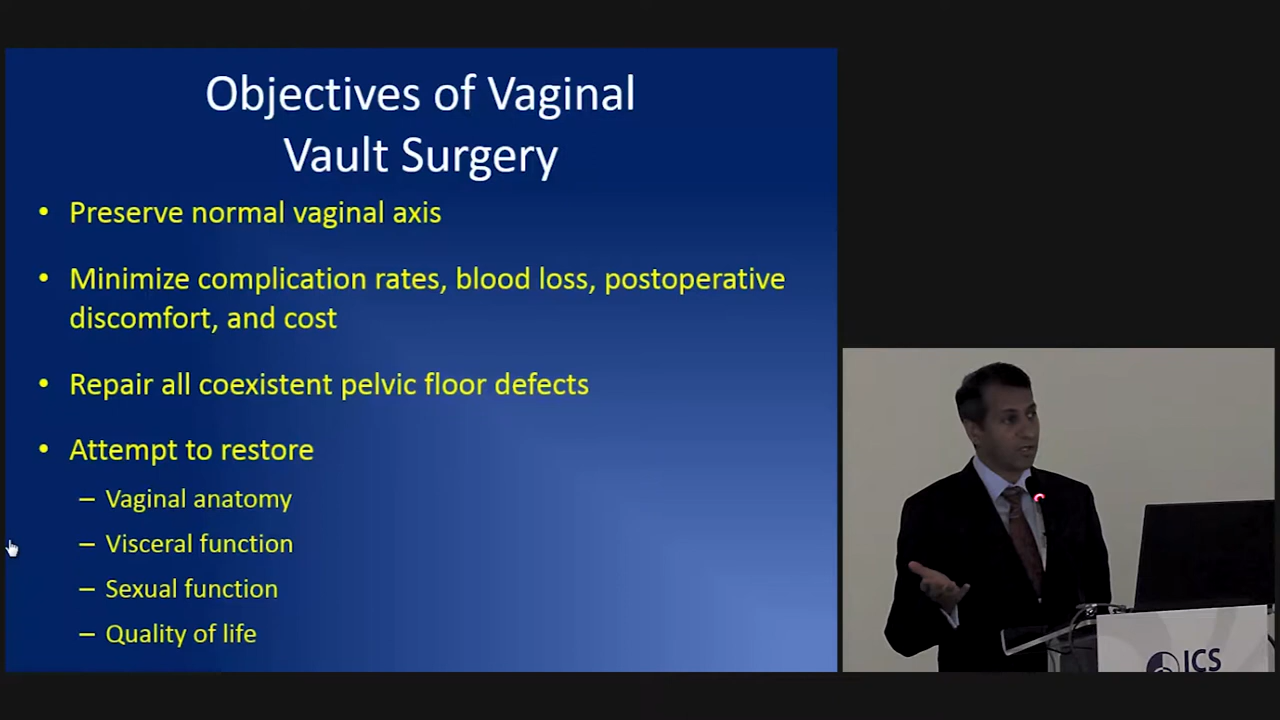 Objectives of Vaginal
Vault Surgery
• Preserve normal vaginal axis
• Minimize complication rates, blood loss, postoperative
discomfort, and cost
• Repair all coexistent pelvic floor defects
• Attempt to restore
– Vaginal anatomy
– Visceral function
– Sexual function
– Quality of life
ICS